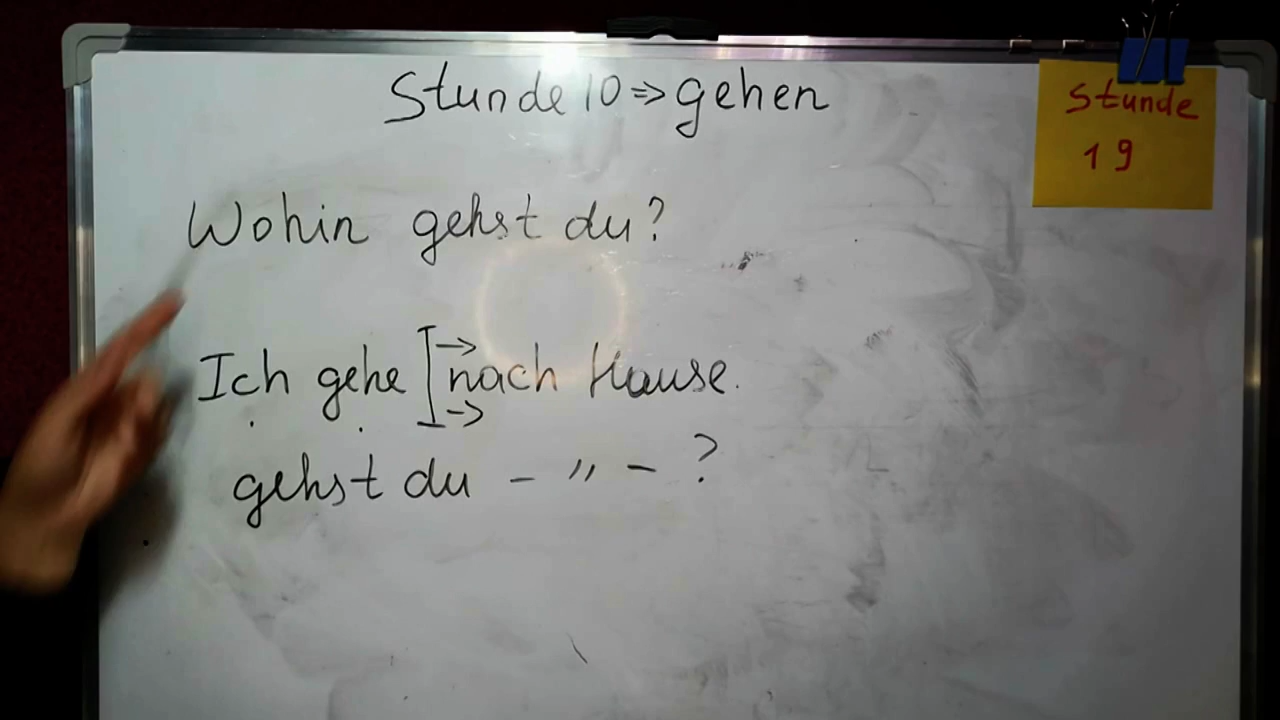 Stunde 10 => gehen
Stunde
19
Wohin gehst du?
Ich gehe [-> nach Hause.
->
gehst du - " - ?